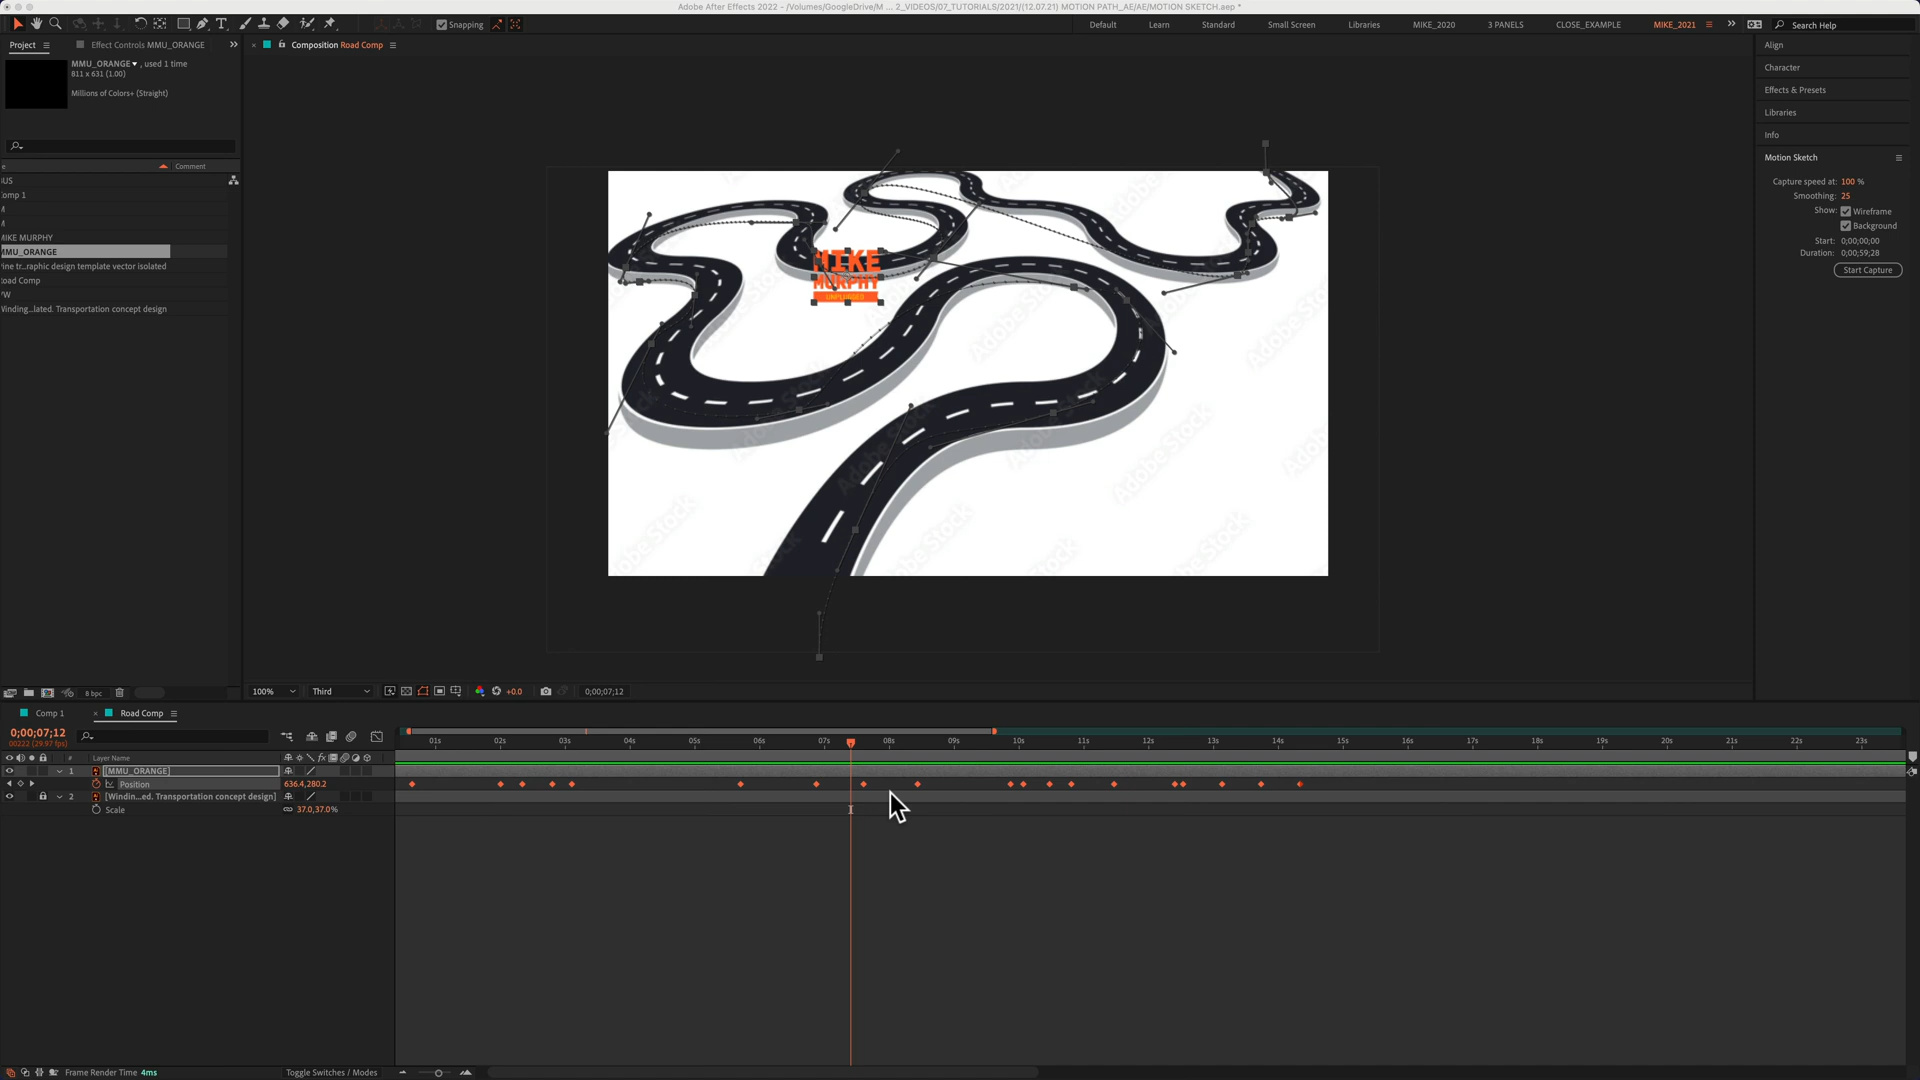 Adobe After Effects 2022 - /Volumes/GoogleDrive/M ... 2_VIDEOS/07_TUTORIALS/2021/(12.07.21) MOTION PATH_AE/AE/MOTION SKETCH.aep *
Snapping
Default
Learn
Standard
Small Screen
Libraries
MIKE_2020
3 PANELS
CLOSE_EXAMPLE
MIKE_2021
Search Help
Project
Effect Controls MMU_ORANGE
Composition Road Comp
MMU_ORANGE , used 1 time
811 x 631 (1.00)
Millions of Colors+ (Straight)
e
Comment
US
omp 1
M
M
MIKE MURPHY
MMU_ORANGE
ine tr...raphic design template vector isolated
oad Comp
W
Winding...lated. Transportation concept design
8 bpc
MIKE
MURPHY
UNPLUGGED
Adobe Stock
Align
Character
Effects & Presets
Libraries
Info
Motion Sketch
Capture speed at: 100 %
Smoothing: 25
Show: Wireframe
Background
Start: 0;00;00;00
Duration: 0;00;59;28
Start Capture
100%
Third
+0.0
0;00;07;12
Comp 1
Road Comp
0;00;07;12
00222 (29.97 fps)
01s 02s 03s 04s 05s 06s 07s 08s 09s 10s 11s 12s 13s 14s 15s 16s 17s 18s 19s 20s 21s 22s 23s
# Layer Name
1 [MMU_ORANGE]
Position 636.4,280.2
2 [Windin...ed. Transportation concept design]
Scale 37.0,37.0%
Frame Render Time 4ms
Toggle Switches / Modes